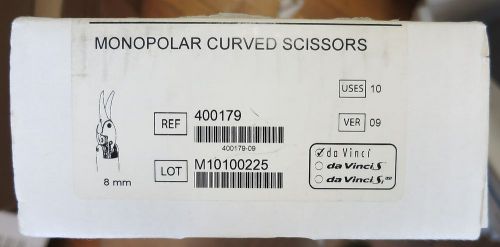 MONOPOLAR CURVED SCISSORS
8 mm
REF 400179
400179-09
LOT M10100225
USES 10
VER 09
da Vinci
da Vinci S
da Vinci Si